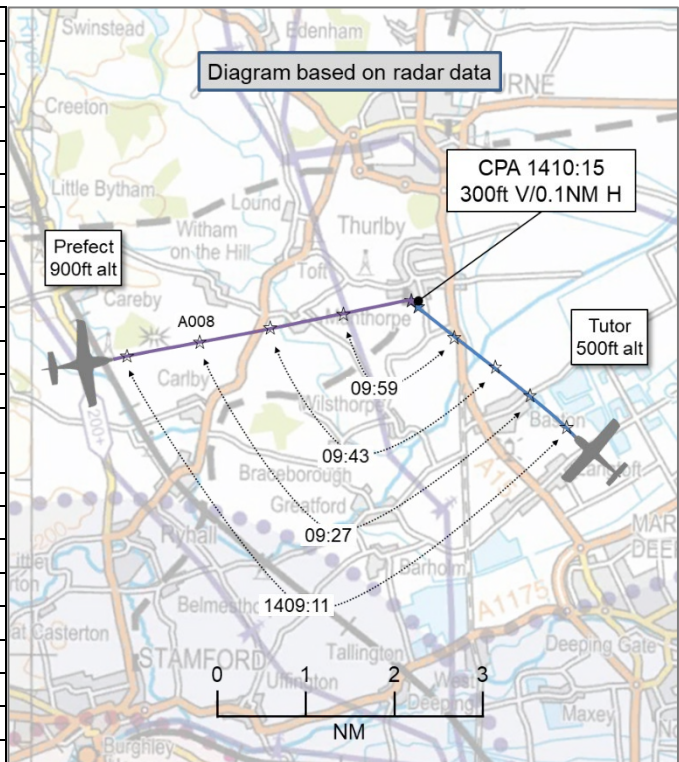 Swinstead
Edenham
Diagram based on radar data
URNE
Creeton
CPA 1410:15
300ft V/0.1NM H
Little Bytham
Lound
Thurlby
Witham
on the Hill
Prefect
900ft alt
Toft
Careby
A008
Tutor
500ft alt
Carlby
09:59
Wilsthorpe
Baston
09:43
Braceborough
Greatford
09:27
Ryhall
Barholm
1409:11
A1175
Deeping Gate
STAMFORD
Tallington
Uffington
West
Deeping
Maxey
0 1 2 3
NM
Burghley